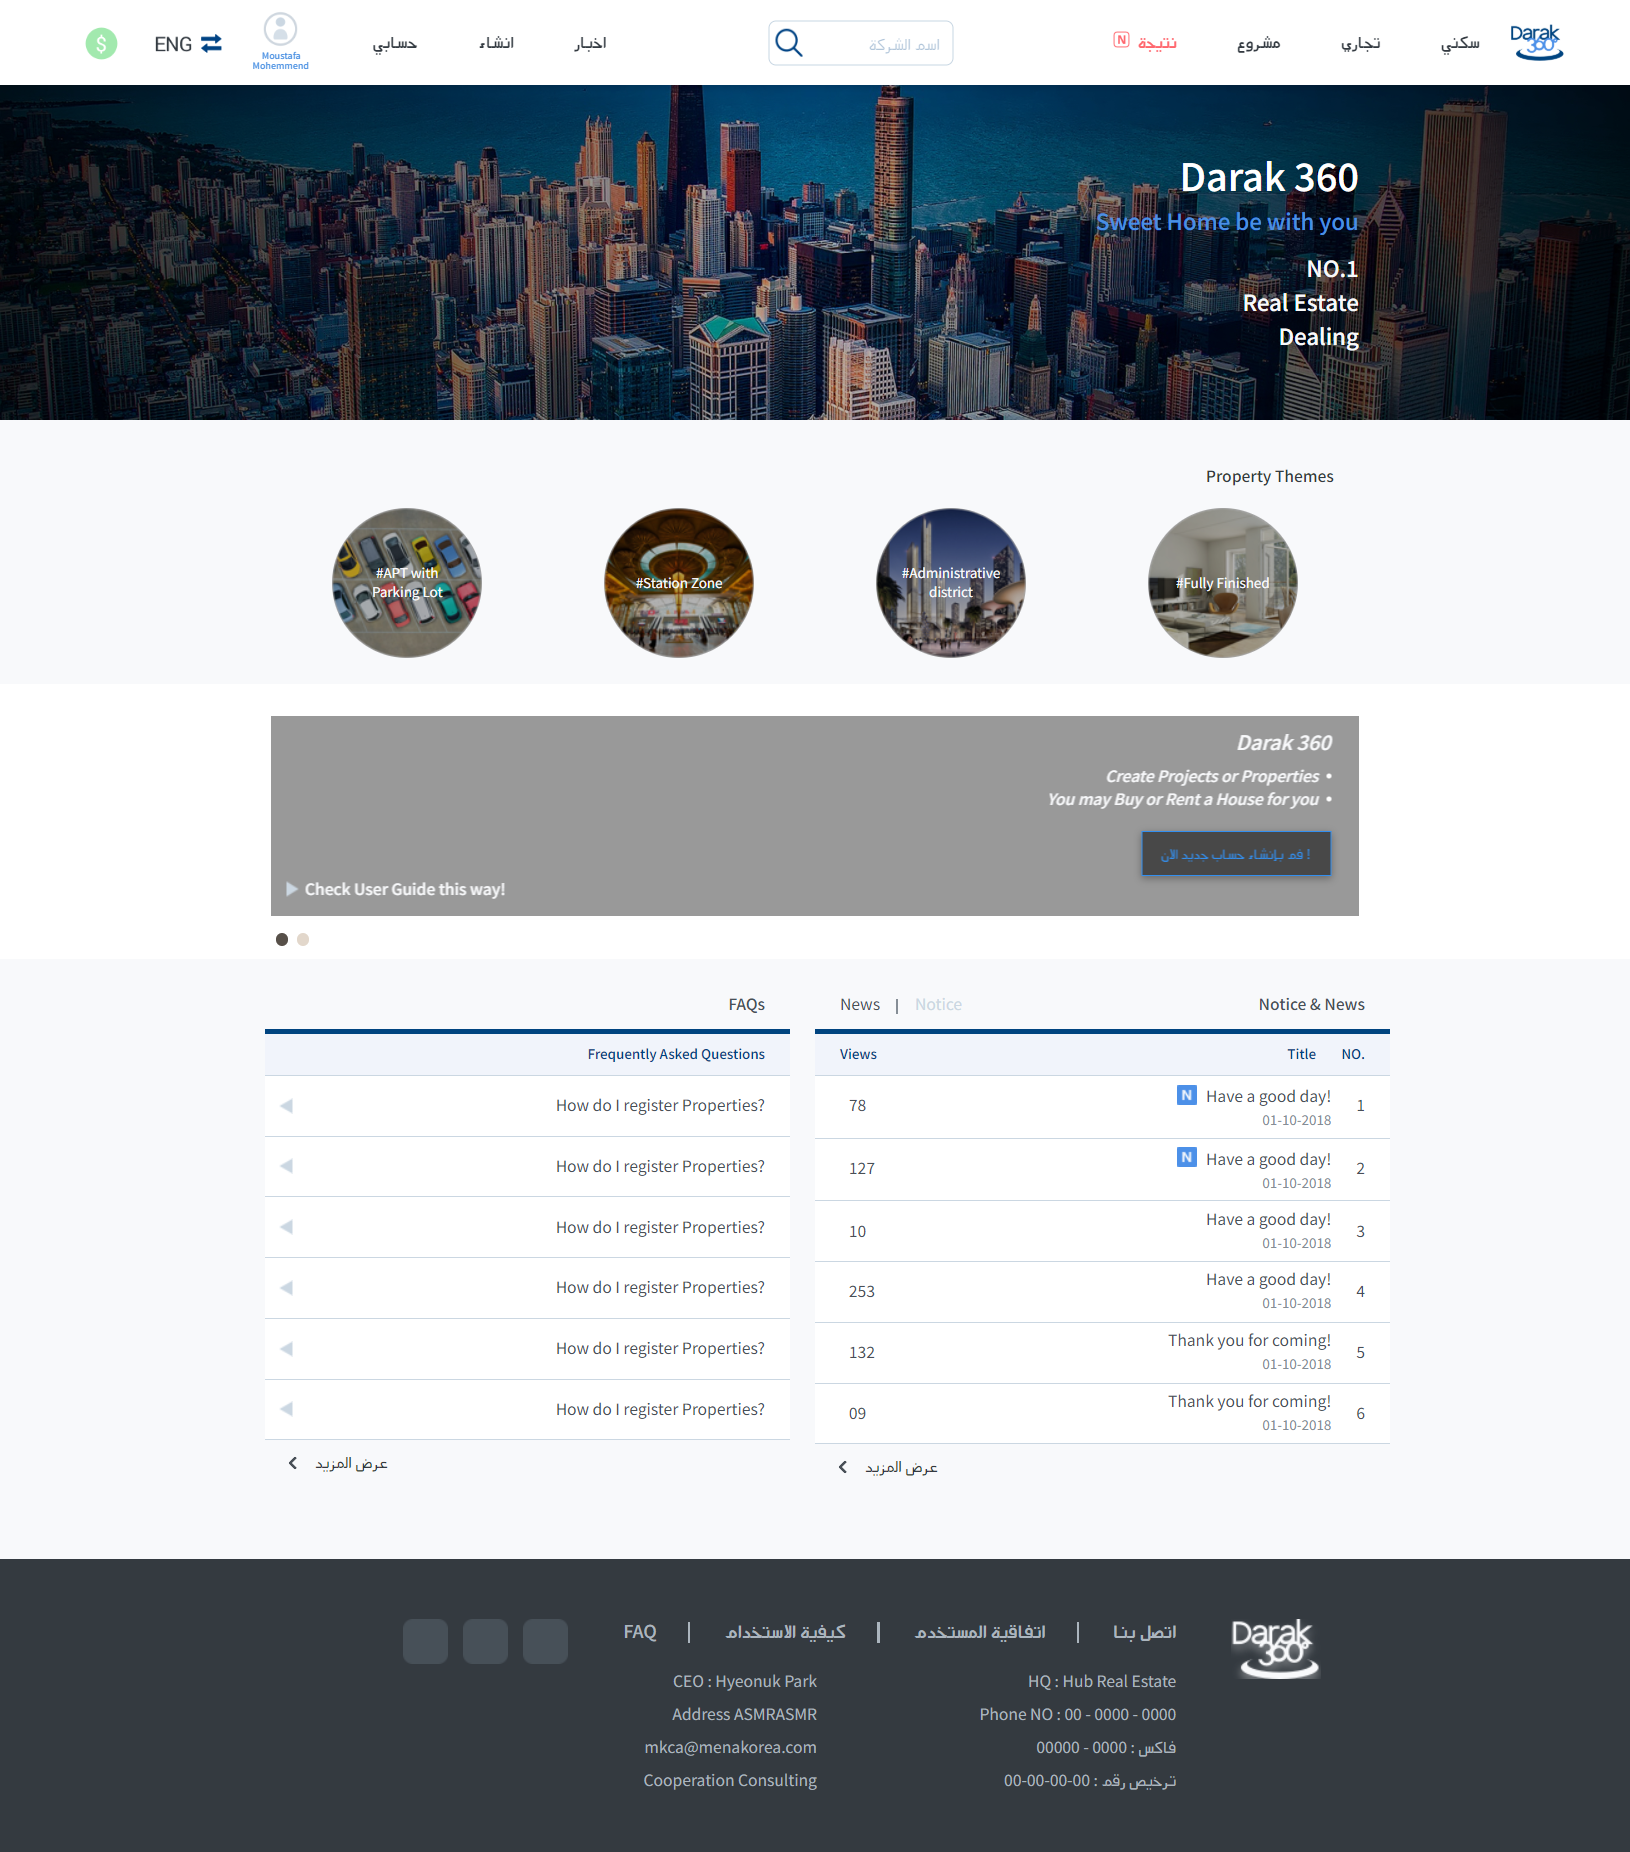 Darak
360°
سكني
تجاري
مشروع
نتيجة N
اسم الشركة
اخبار
انشاء
حسابي
Moustafa
Mohemmend
ENG
$
Darak 360
Sweet Home be with you
NO.1
Real Estate
Dealing
Property Themes
#APT with
Parking Lot
#Station Zone
#Administrative
district
#Fully Finished
Darak 360
Create Projects or Properties •
You may Buy or Rent a House for you •
قم بإنشاء حساب جديد الآن !
Check User Guide this way!
Notice & News
News | Notice
NO. Title Views
1 Have a good day! N 78
01-10-2018
2 Have a good day! N 127
01-10-2018
3 Have a good day! 10
01-10-2018
4 Have a good day! 253
01-10-2018
5 Thank you for coming! 132
01-10-2018
6 Thank you for coming! 09
01-10-2018
عرض المزيد
FAQs
Frequently Asked Questions
How do I register Properties?
How do I register Properties?
How do I register Properties?
How do I register Properties?
How do I register Properties?
How do I register Properties?
عرض المزيد
Darak
360°
اتصل بنا | اتفاقية المستخدم | كيفية الاستخدام | FAQ
HQ : Hub Real Estate
Phone NO : 00 - 0000 - 0000
فاكس : 0000 - 00000
ترخيص رقم : 00-00-00-00
CEO : Hyeonuk Park
Address ASMRASMR
mkca@menakorea.com
Cooperation Consulting